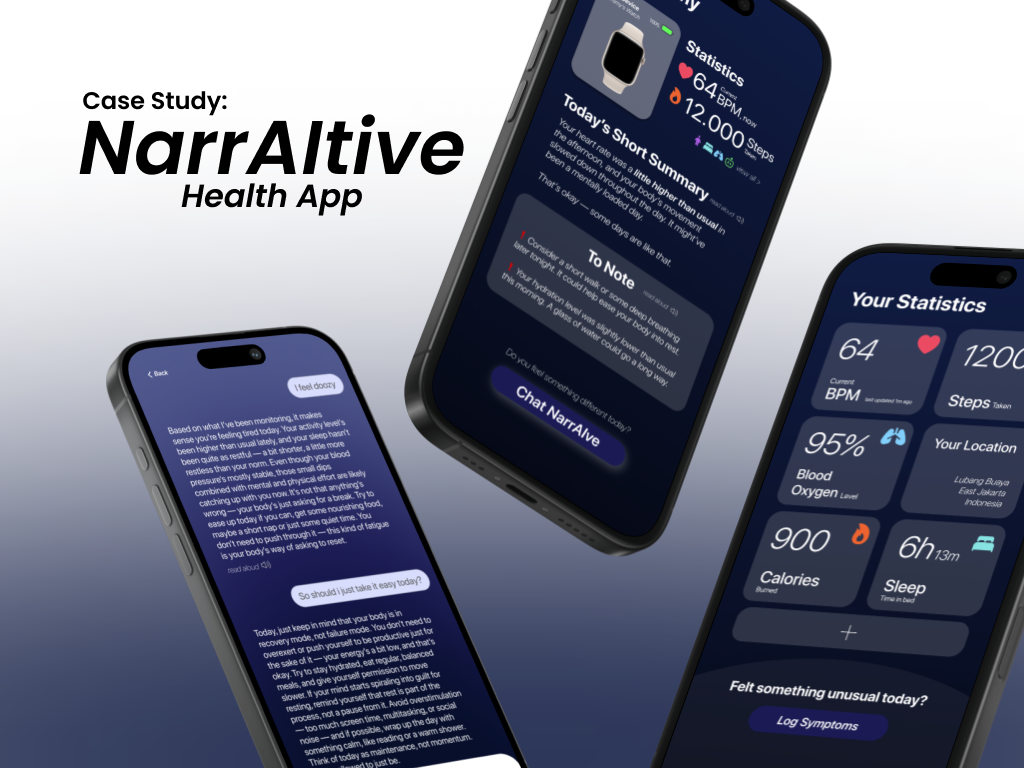 Case Study:
NarrAItive
Health App
Back
I feel doozy
Based on what I've been monitoring, it makes
sense you're feeling tired today. Your activity level's
been higher than usual lately, and your sleep hasn't
been quite as restful — a bit shorter, a little more
restless than your norm. Even though your blood
pressure's mostly stable, those small dips
combined with mental and physical effort are likely
catching up with you now. It's not that anything's
wrong — your body's just asking for a break. Try to
ease up today if you can, get some nourishing food,
maybe a short nap or just some quiet time. You
don't need to push through it — this kind of fatigue
is your body's way of asking to reset.
read aloud
So should i just take it easy today?
Today, just keep in mind that your body is in
recovery mode, not failure mode. You don't need to
overexert or push yourself to be productive just for
the sake of it — your energy's a bit low, and that's
okay. Try to stay hydrated, eat regular, balanced
meals, and give yourself permission to move
slower. If your mind starts spiraling into guilt for
resting, remind yourself that rest is part of the
process, not a pause from it. Avoid overstimulation
— too much screen time, multitasking, or social
noise — and if possible, wrap up the day with
something calm, like reading or a warm shower.
Think of today as maintenance, not momentum.
allowed to just be.
Watch
100%
Statistics
64 Current
BPM, now
12.000 Steps
Taken
view all >
Today's Short Summary read aloud
Your heart rate was a little higher than usual in
the afternoon, and your body's movement
slowed down throughout the day. It might've
been a mentally loaded day.
That's okay — some days are like that.
To Note read aloud
! Consider a short walk or some deep breathing
later tonight. It could help ease your body into rest.
! Your hydration level was slightly lower than usual
this morning. A glass of water could go a long way.
Do you feel something different today?
Chat NarrAIve
Your Statistics
64
Current
BPM last updated 1m ago
1200
Steps Taken
95%
Blood
Oxygen Level
Your Location
Lubang Buaya
East Jakarta
Indonesia
900
Calories
Burned
6h 13m
Sleep
Time in bed
+
Felt something unusual today?
Log Symptoms